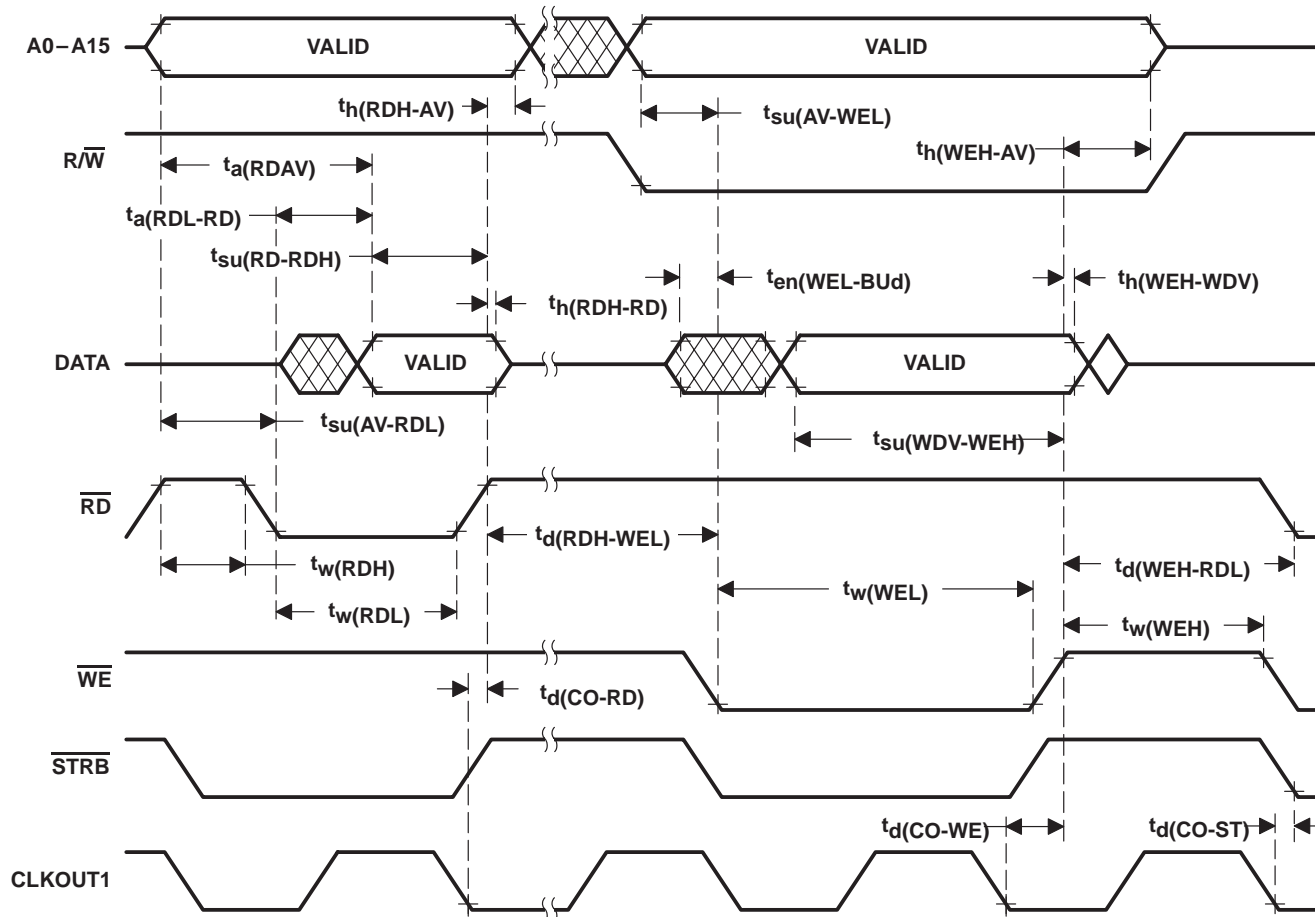 A0–A15
VALID
VALID
th(RDH-AV)
tsu(AV-WEL)
R/W̅
ta(RDAV)
th(WEH-AV)
ta(RDL-RD)
tsu(RD-RDH)
ten(WEL-BUd)
th(WEH-WDV)
th(RDH-RD)
DATA
VALID
VALID
tsu(AV-RDL)
tsu(WDV-WEH)
R̅D̅
td(RDH-WEL)
tw(RDH)
td(WEH-RDL)
tw(WEL)
tw(RDL)
tw(WEH)
W̅E̅
td(CO-RD)
S̅T̅R̅B̅
td(CO-WE)
td(CO-ST)
CLKOUT1